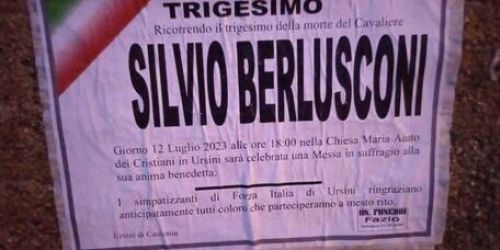 TRIGESIMO
Ricorrendo il trigesimo della morte del Cavaliere
SILVIO BERLUSCONI
Giorno 12 Luglio 2023 alle ore 18:00 nella Chiesa Maria Aiuto
dei Cristiani in Ursini sarà celebrata una Messa in suffragio alla
sua anima benedetta.
I simpatizzanti di Forza Italia di Ursini ringraziano
anticipatamente tutti coloro che parteciperanno a mesto rito.
Ursini di Caulonia
ON. FUNEBRI
Fazio